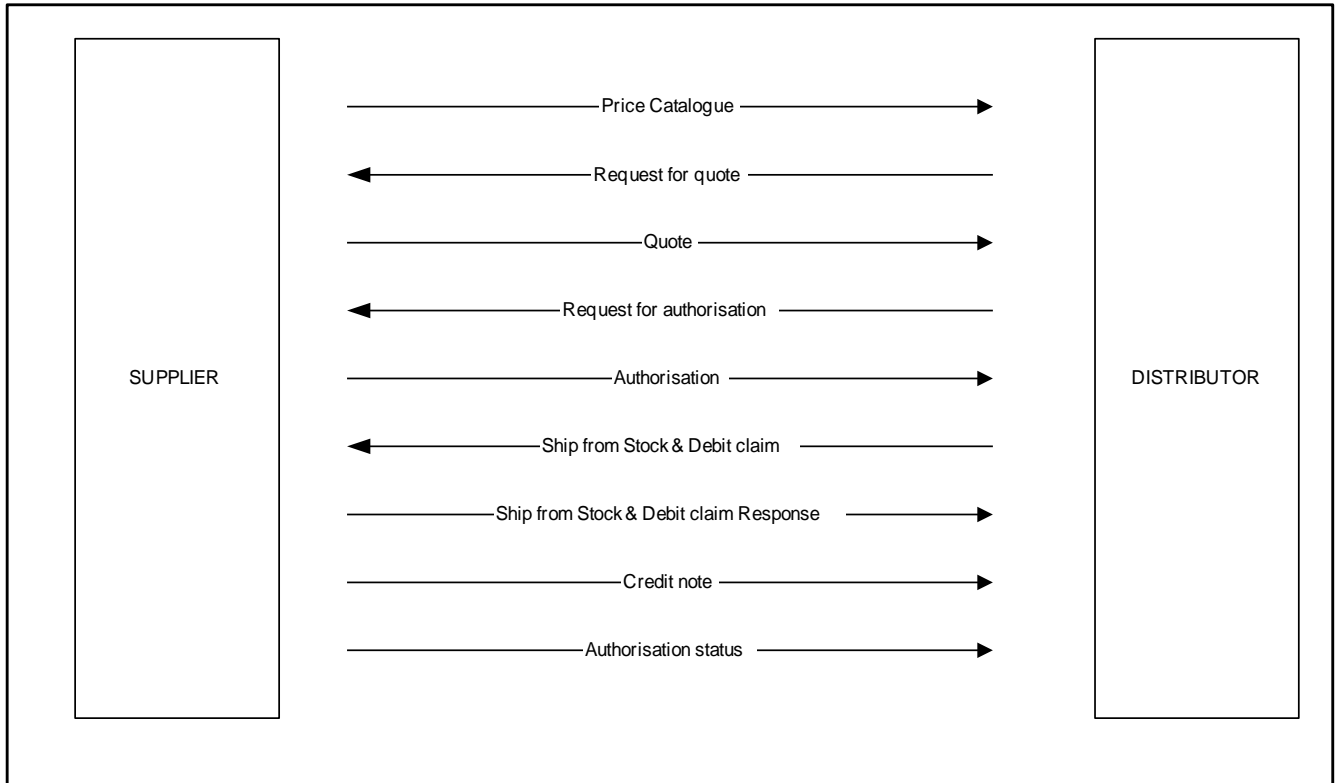 Price Catalogue
Request for quote
Quote
Request for authorisation
SUPPLIER
Authorisation
DISTRIBUTOR
Ship from Stock & Debit claim
Ship from Stock & Debit claim Response
Credit note
Authorisation status